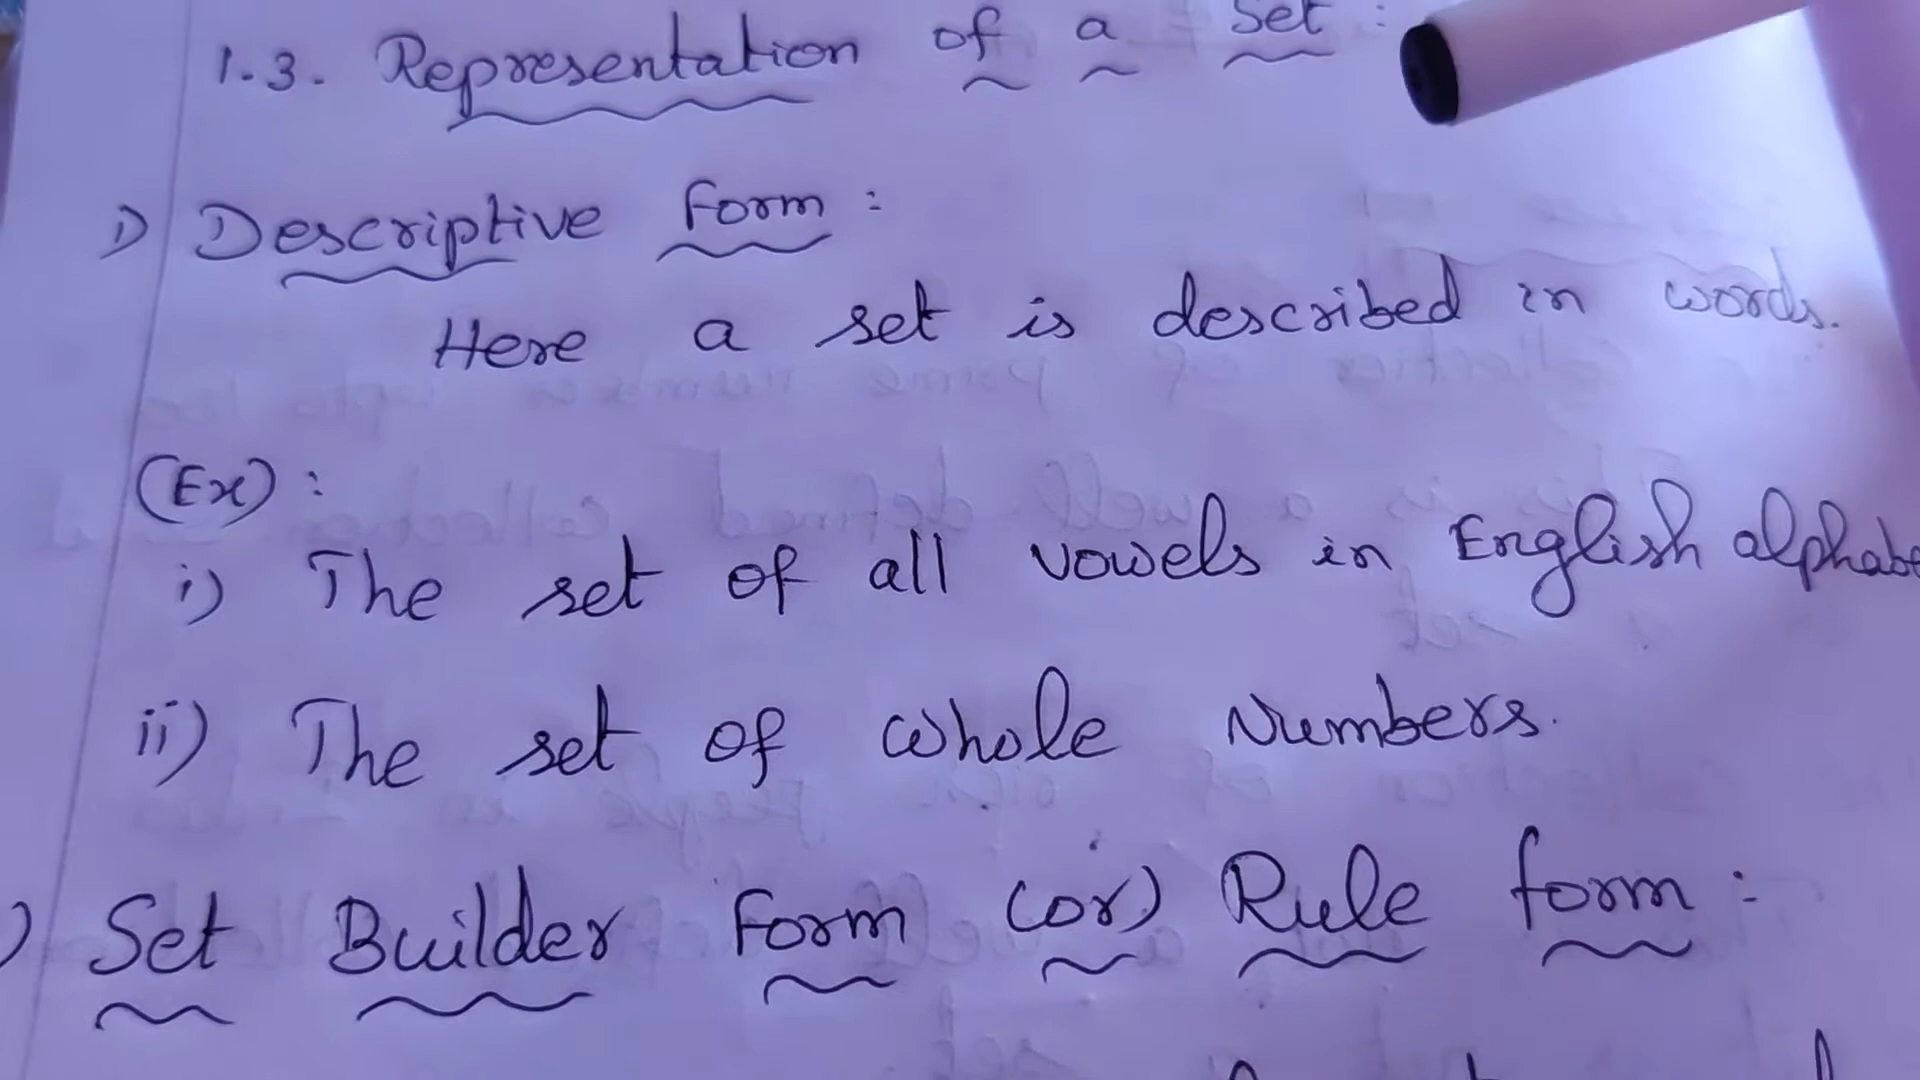 1.3. Representation of a set :
1) Descriptive Form :
Here a set is described in words.
(Ex) :
i) The set of all vowels in English alphabe
ii) The set of whole Numbers.
) Set Builder Form (or) Rule form :